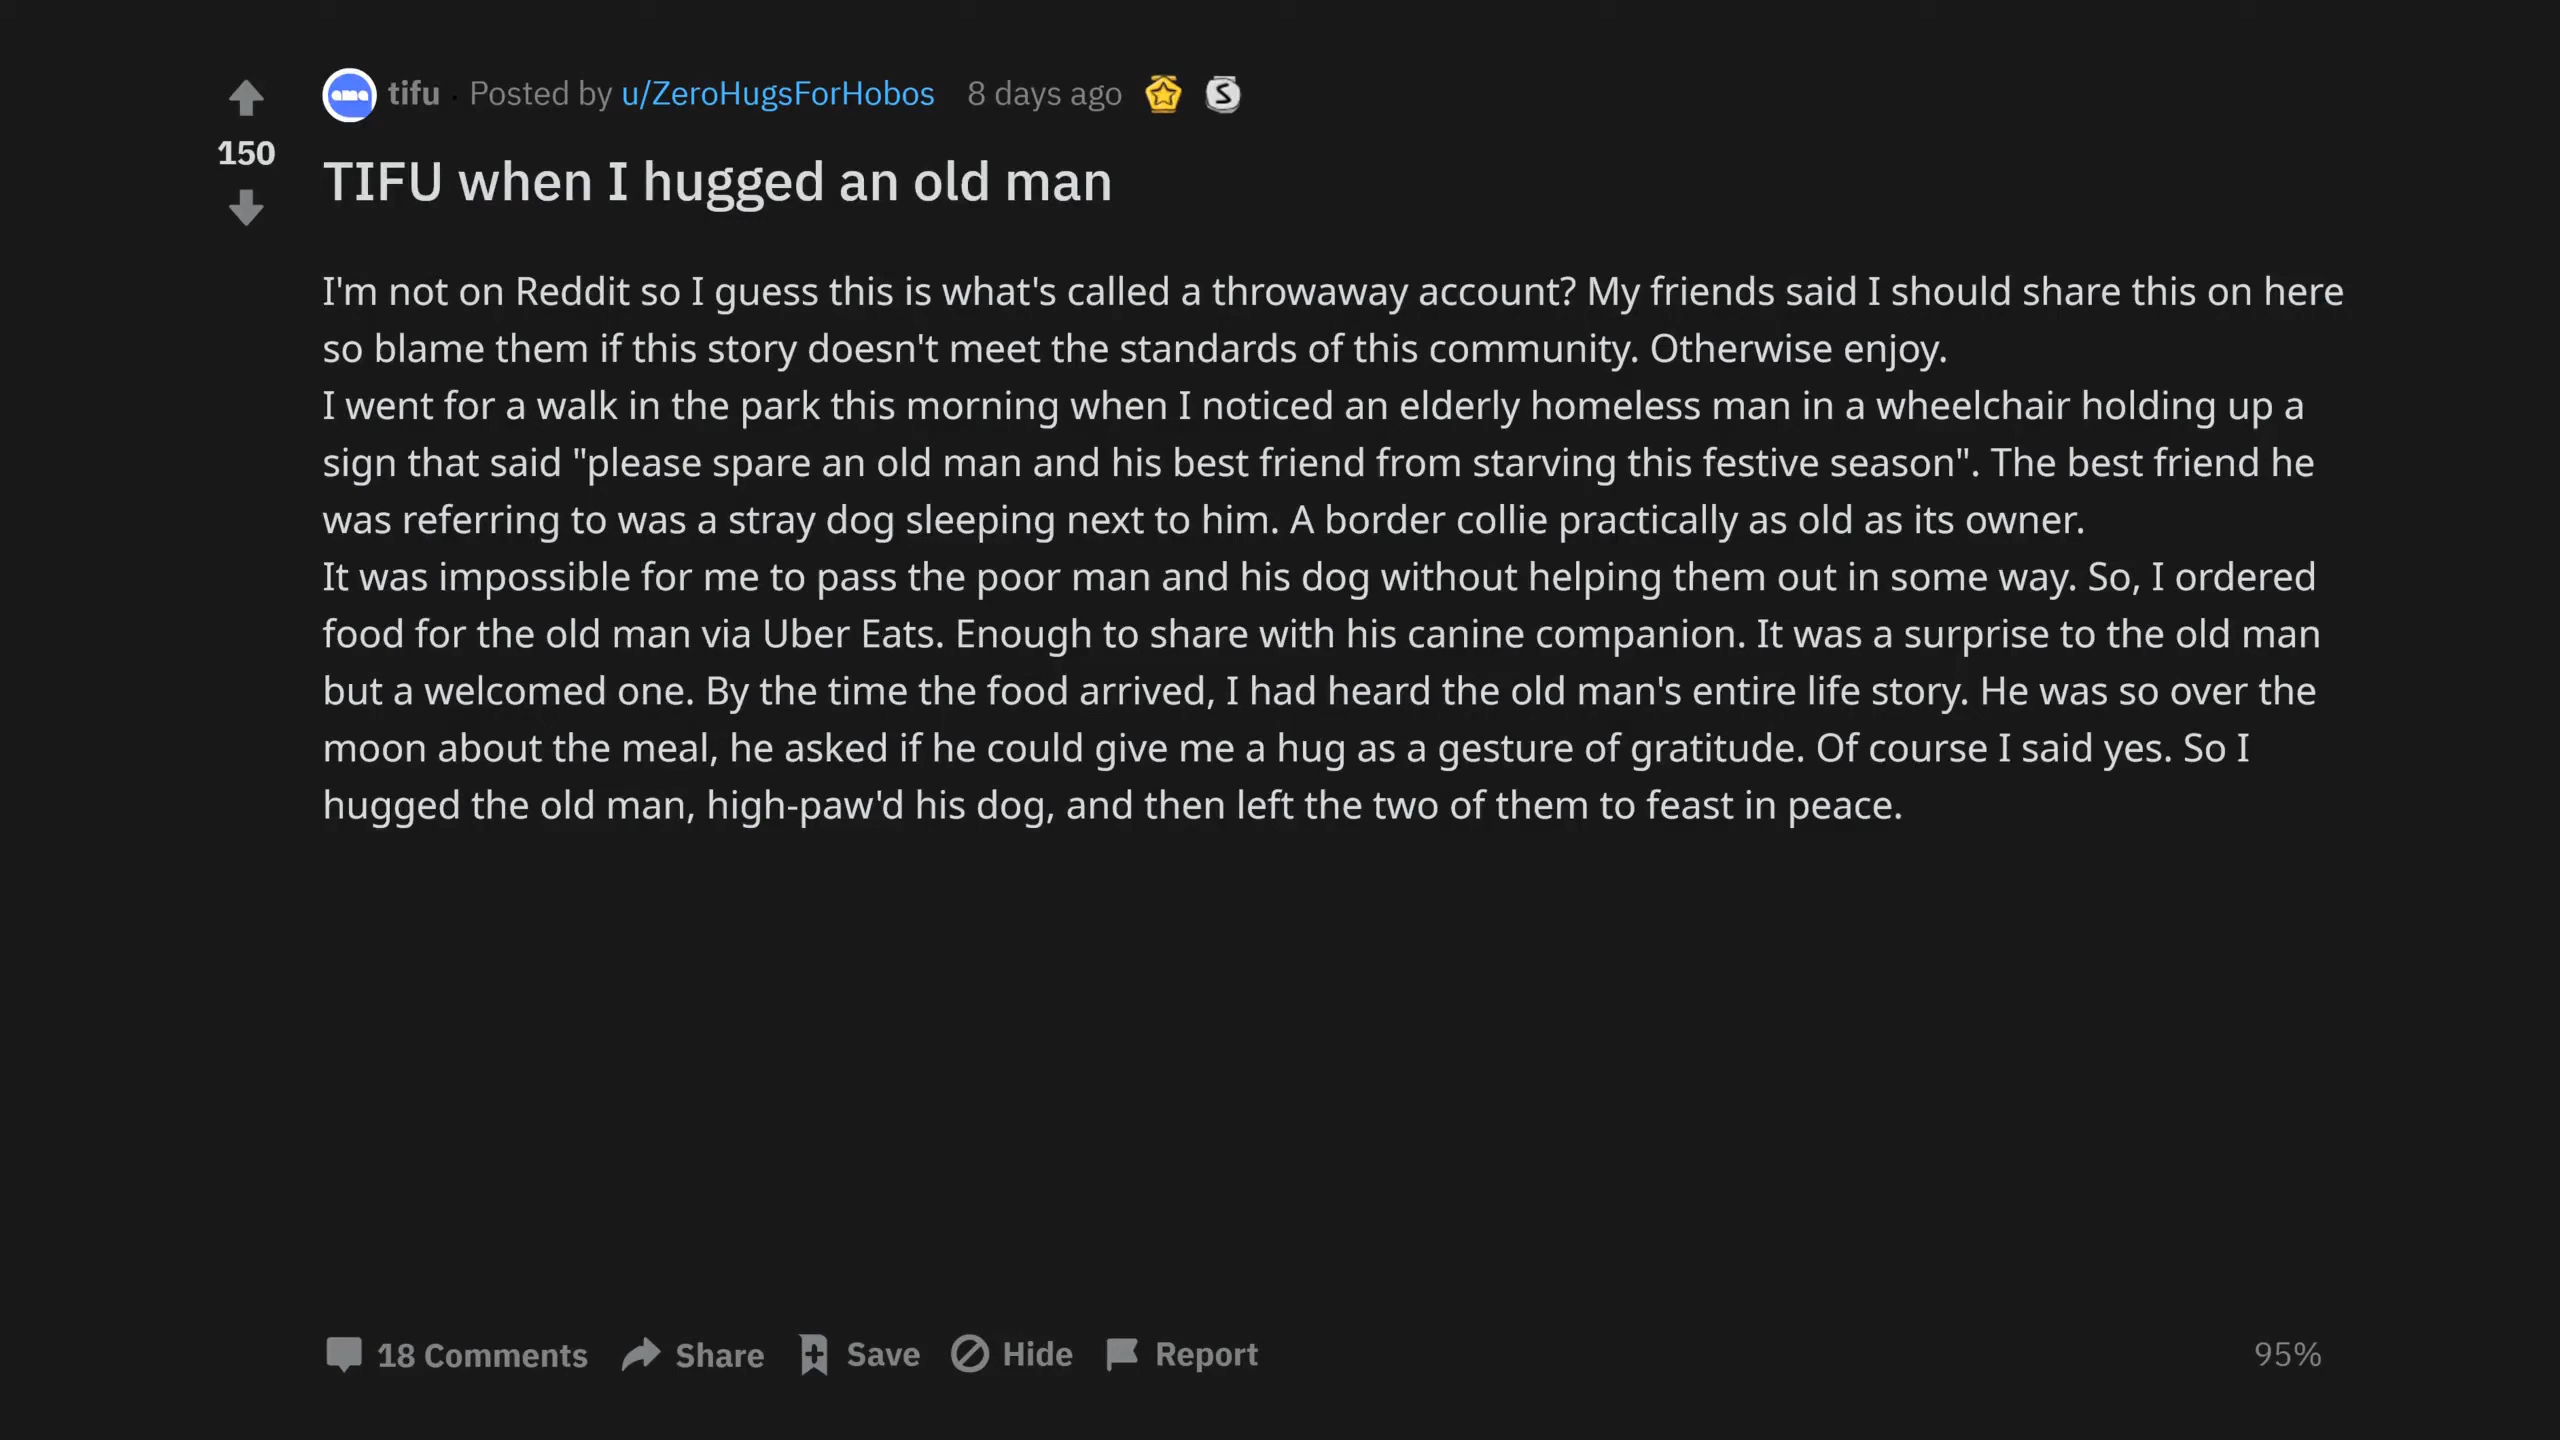 tifu · Posted by u/ZeroHugsForHobos 8 days ago
150
TIFU when I hugged an old man
I'm not on Reddit so I guess this is what's called a throwaway account? My friends said I should share this on here
so blame them if this story doesn't meet the standards of this community. Otherwise enjoy.
I went for a walk in the park this morning when I noticed an elderly homeless man in a wheelchair holding up a
sign that said "please spare an old man and his best friend from starving this festive season". The best friend he
was referring to was a stray dog sleeping next to him. A border collie practically as old as its owner.
It was impossible for me to pass the poor man and his dog without helping them out in some way. So, I ordered
food for the old man via Uber Eats. Enough to share with his canine companion. It was a surprise to the old man
but a welcomed one. By the time the food arrived, I had heard the old man's entire life story. He was so over the
moon about the meal, he asked if he could give me a hug as a gesture of gratitude. Of course I said yes. So I
hugged the old man, high-paw'd his dog, and then left the two of them to feast in peace.
18 Comments Share Save Hide Report 95%